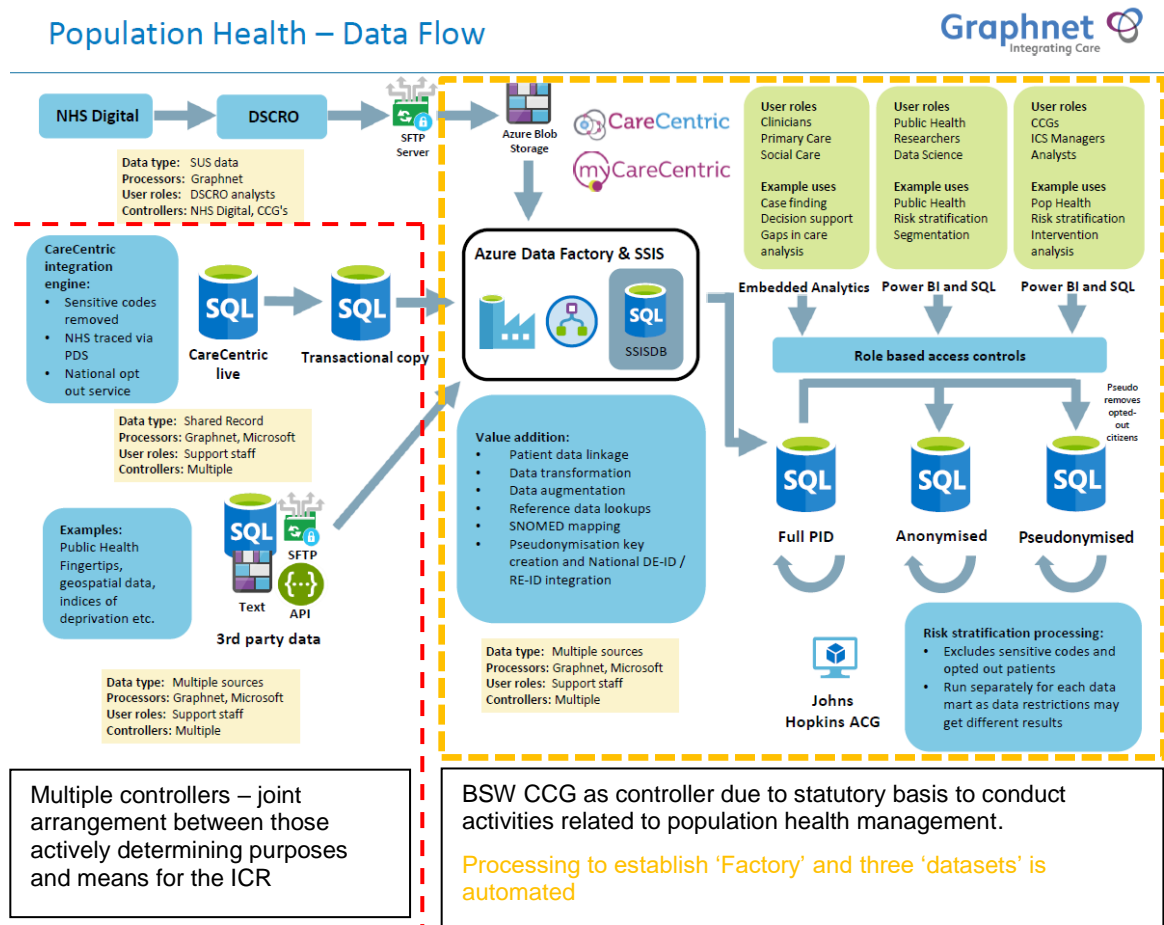 Population Health – Data Flow
Graphnet
Integrating Care
NHS Digital
DSCRO
SFTP
Server
Azure Blob
Storage
CareCentric
myCareCentric
Data type: SUS data
Processors: Graphnet
User roles: DSCRO analysts
Controllers: NHS Digital, CCG's
User roles
Clinicians
Primary Care
Social Care
Example uses
Case finding
Decision support
Gaps in care
analysis
User roles
Public Health
Researchers
Data Science
Example uses
Public Health
Risk stratification
Segmentation
User roles
CCGs
ICS Managers
Analysts
Example uses
Pop Health
Risk stratification
Intervention
analysis
CareCentric
integration
engine:
• Sensitive codes
removed
• NHS traced via
PDS
• National opt
out service
SQL
CareCentric
live
SQL
Transactional copy
Azure Data Factory & SSIS
SQL
SSISDB
Embedded Analytics
Power BI and SQL
Power BI and SQL
Role based access controls
Pseudo
removes
opted-
out
citizens
Data type: Shared Record
Processors: Graphnet, Microsoft
User roles: Support staff
Controllers: Multiple
Value addition:
• Patient data linkage
• Data transformation
• Data augmentation
• Reference data lookups
• SNOMED mapping
• Pseudonymisation key
creation and National DE-ID /
RE-ID integration
SQL
Full PID
SQL
Anonymised
SQL
Pseudonymised
Examples:
Public Health
Fingertips,
geospatial data,
indices of
deprivation etc.
SQL
SFTP
Text
API
3rd party data
Data type: Multiple sources
Processors: Graphnet, Microsoft
User roles: Support staff
Controllers: Multiple
Data type: Multiple sources
Processors: Graphnet, Microsoft
User roles: Support staff
Controllers: Multiple
Johns
Hopkins ACG
Risk stratification processing:
• Excludes sensitive codes and
opted out patients
• Run separately for each data
mart as data restrictions may
get different results
Multiple controllers – joint
arrangement between those
actively determining purposes
and means for the ICR
BSW CCG as controller due to statutory basis to conduct
activities related to population health management.
Processing to establish ‘Factory’ and three ‘datasets’ is
automated